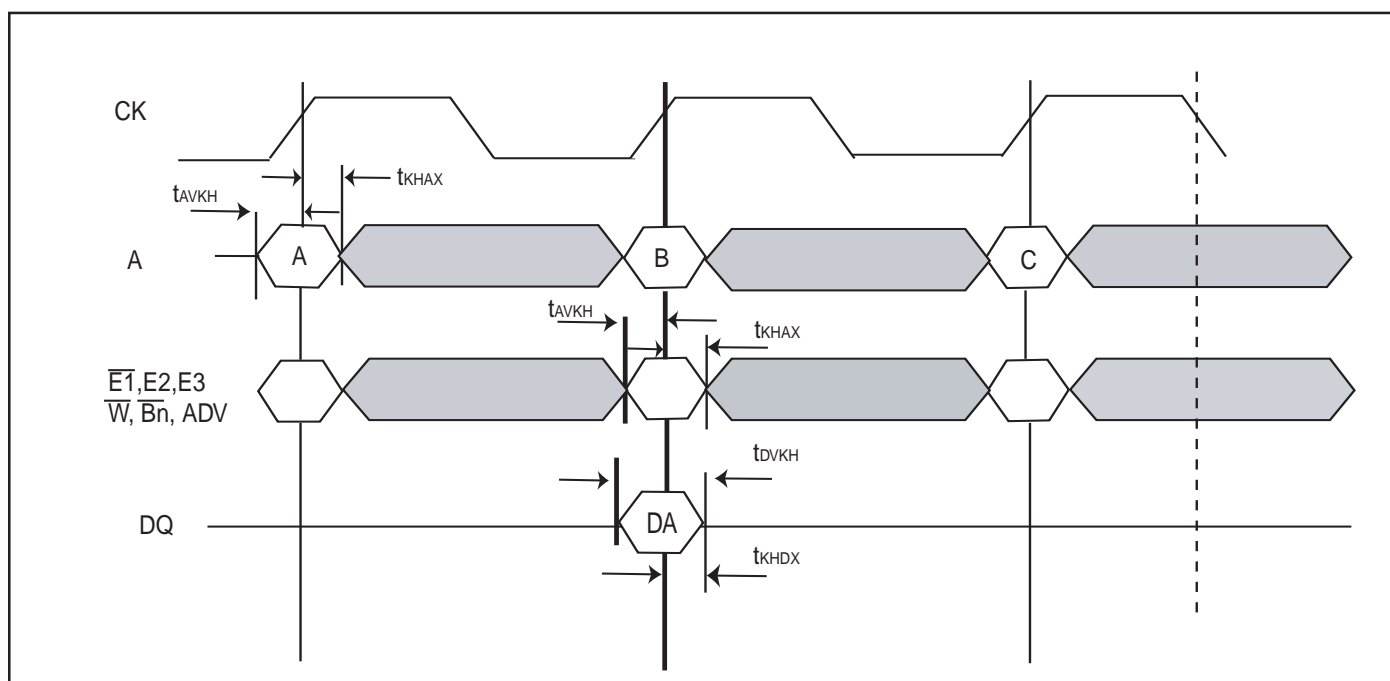 CK
tKHAX
tAVKH
A
A
B
C
tAVKH
tKHAX
E1,E2,E3
W, Bn, ADV
tDVKH
DQ
DA
tKHDX